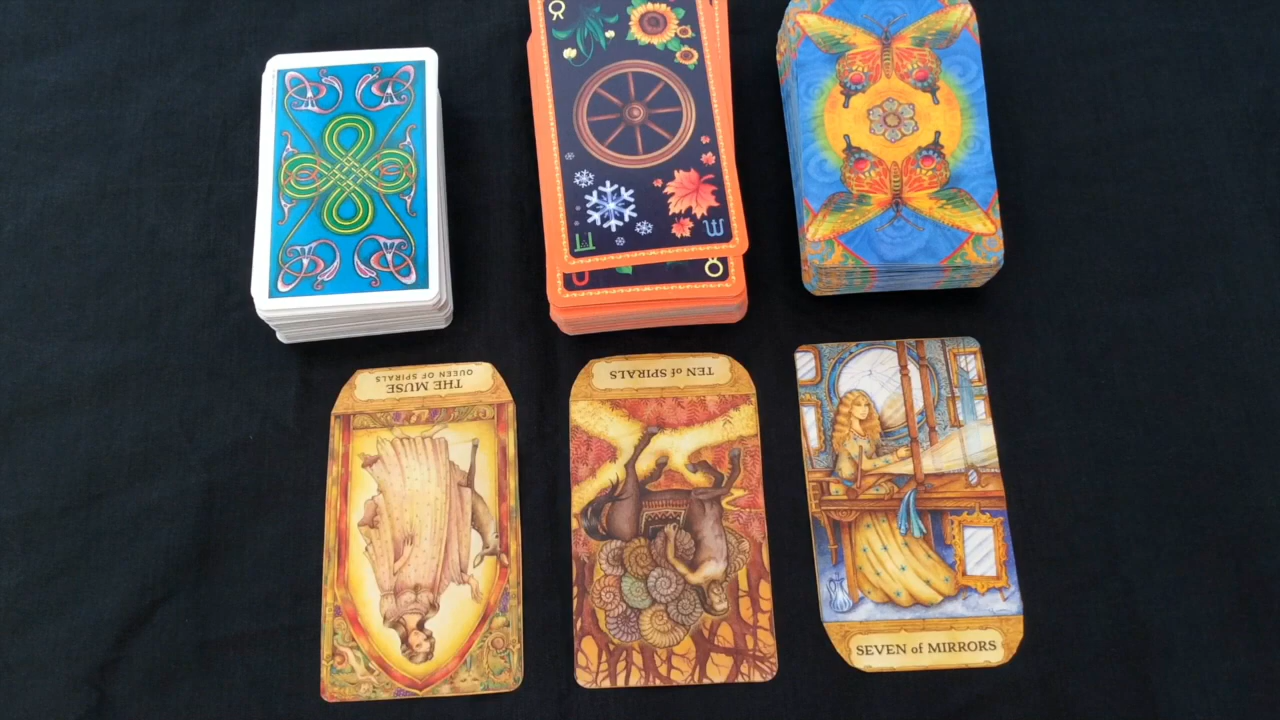 THE MUSE
QUEEN OF SPIRALS
TEN of SPIRALS
SEVEN of MIRRORS